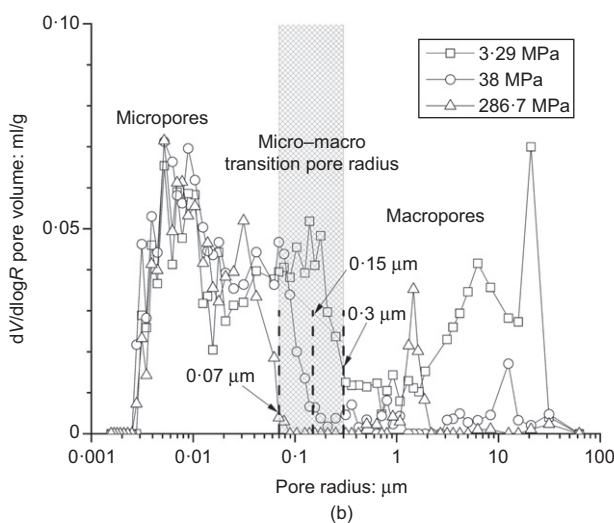 0·10
0·05
0
dV/dlogR pore volume: ml/g
3·29 MPa
38 MPa
286·7 MPa
Micropores
Micro–macro
transition pore radius
Macropores
0·15 μm
0·3 μm
0·07 μm
0·001
0·01
0·1
1
10
100
Pore radius: μm
(b)